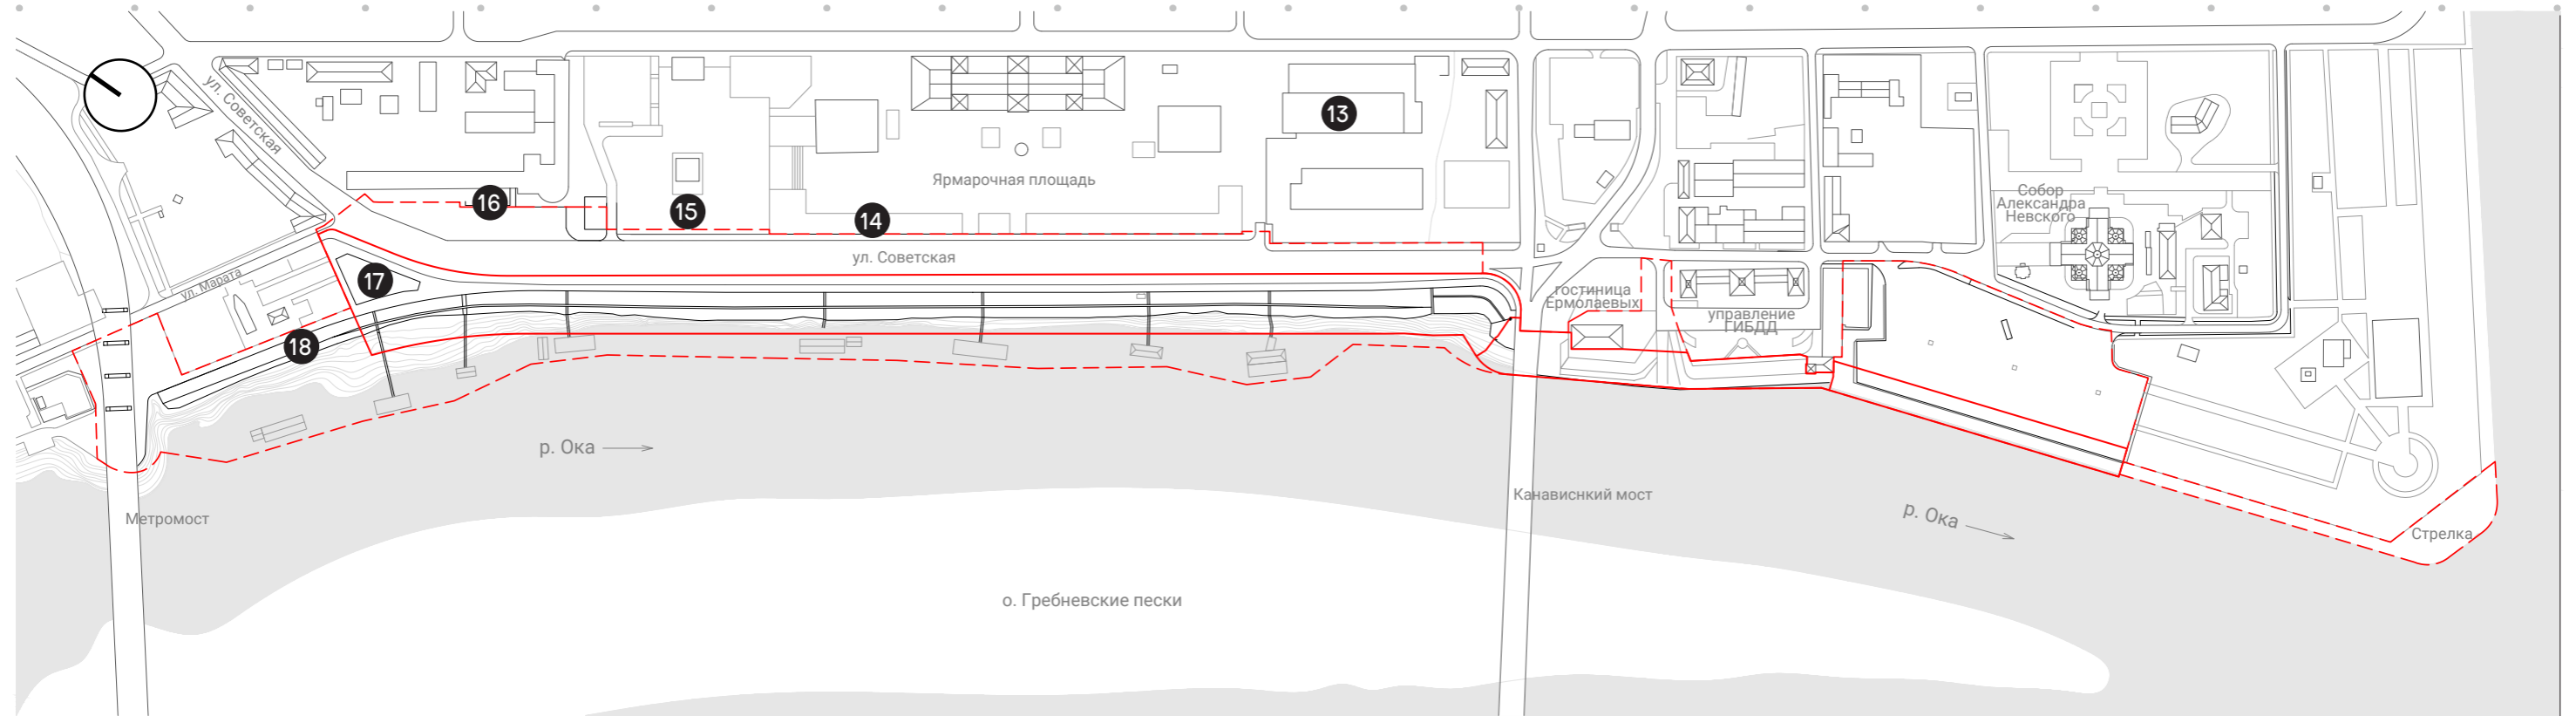 ул. Советская
13
Ярмарочная площадь
16
15
14
Собор
Александра
Невского
ул. Советская
17
ул. Марата
гостиница
Ермолаевых
управление
ГИБДД
18
р. Ока
Метромост
Канависнкий мост
р. Ока
Стрелка
о. Гребневские пески